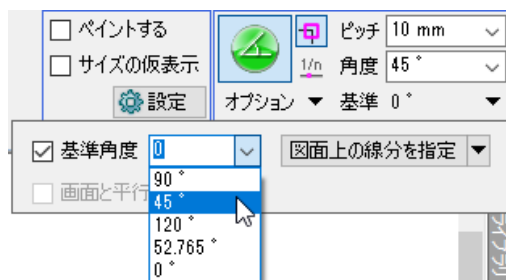 ペイントする
サイズの仮表示
設定
ピッチ 10 mm
1/n 角度 45 °
オプション ▼ 基準 0 ° ▼
基準角度 0 図面上の線分を指定 ▼
画面と平行
90 °
45 °
120 °
52.765 °
0 °